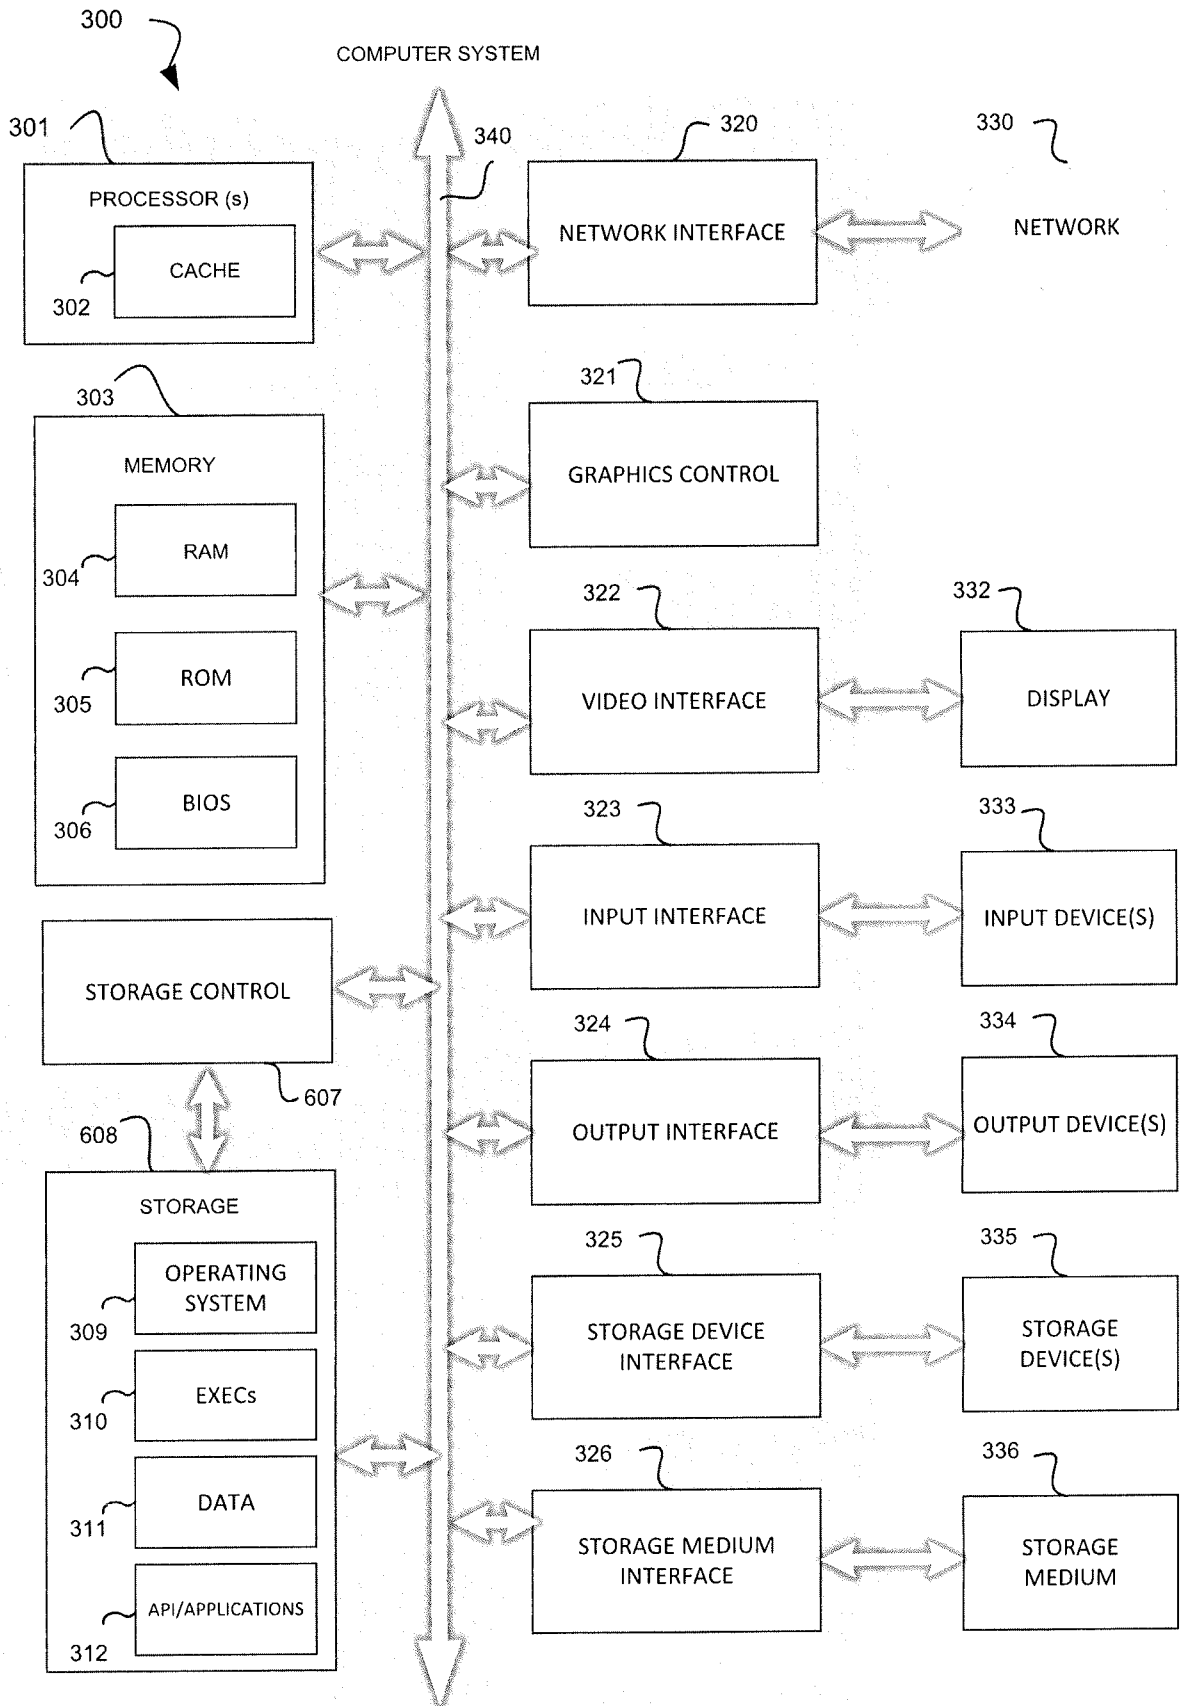 300
COMPUTER SYSTEM
301
PROCESSOR (s)
CACHE
302
340
320
NETWORK INTERFACE
330
NETWORK
303
MEMORY
RAM
304
ROM
305
BIOS
306
321
GRAPHICS CONTROL
322
VIDEO INTERFACE
332
DISPLAY
323
INPUT INTERFACE
333
INPUT DEVICE(S)
STORAGE CONTROL
607
324
OUTPUT INTERFACE
334
OUTPUT DEVICE(S)
608
STORAGE
OPERATING
SYSTEM
309
EXECs
310
DATA
311
API/APPLICATIONS
312
325
STORAGE DEVICE
INTERFACE
335
STORAGE
DEVICE(S)
326
STORAGE MEDIUM
INTERFACE
336
STORAGE
MEDIUM